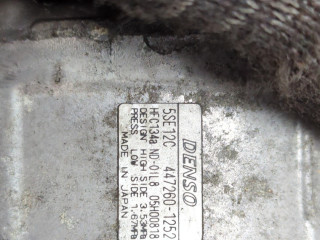 DENSO
5SE12C 447260-1252
HFC134a ND-OIL8 05H00818
DESIGN HIGH SIDE 3.53MPa
PRESS LOW SIDE 1.67MPa
MADE IN JAPAN